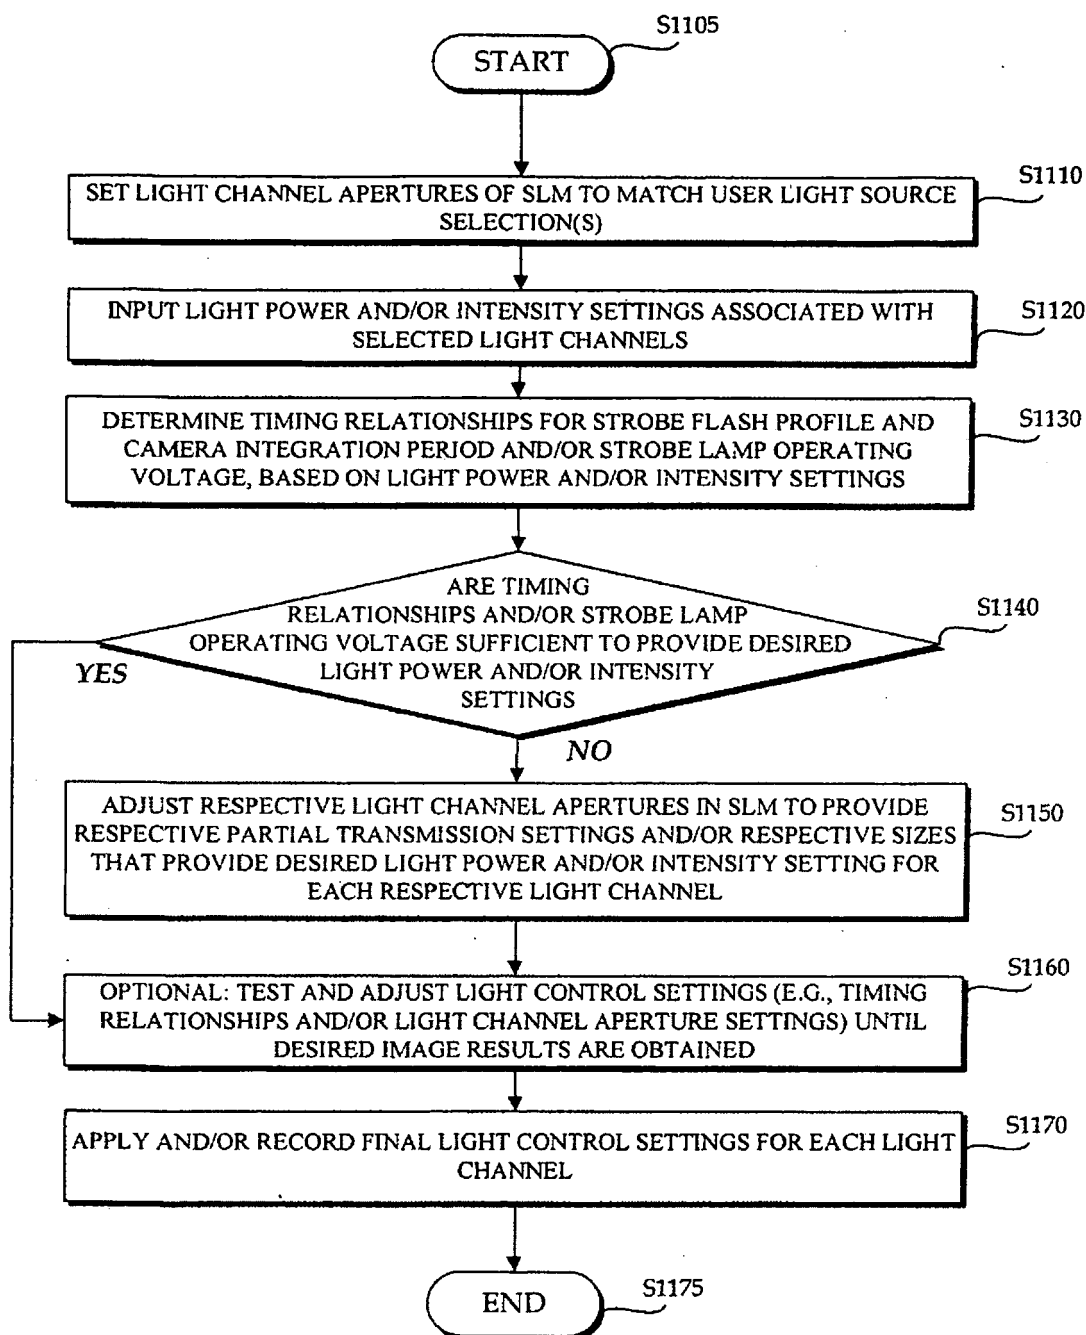 S1105
START
S1110
SET LIGHT CHANNEL APERTURES OF SLM TO MATCH USER LIGHT SOURCE
SELECTION(S)
S1120
INPUT LIGHT POWER AND/OR INTENSITY SETTINGS ASSOCIATED WITH
SELECTED LIGHT CHANNELS
S1130
DETERMINE TIMING RELATIONSHIPS FOR STROBE FLASH PROFILE AND
CAMERA INTEGRATION PERIOD AND/OR STROBE LAMP OPERATING
VOLTAGE, BASED ON LIGHT POWER AND/OR INTENSITY SETTINGS
S1140
ARE TIMING
RELATIONSHIPS AND/OR STROBE LAMP
OPERATING VOLTAGE SUFFICIENT TO PROVIDE DESIRED
LIGHT POWER AND/OR INTENSITY
SETTINGS
YES
NO
S1150
ADJUST RESPECTIVE LIGHT CHANNEL APERTURES IN SLM TO PROVIDE
RESPECTIVE PARTIAL TRANSMISSION SETTINGS AND/OR RESPECTIVE SIZES
THAT PROVIDE DESIRED LIGHT POWER AND/OR INTENSITY SETTING FOR
EACH RESPECTIVE LIGHT CHANNEL
S1160
OPTIONAL: TEST AND ADJUST LIGHT CONTROL SETTINGS (E.G., TIMING
RELATIONSHIPS AND/OR LIGHT CHANNEL APERTURE SETTINGS) UNTIL
DESIRED IMAGE RESULTS ARE OBTAINED
S1170
APPLY AND/OR RECORD FINAL LIGHT CONTROL SETTINGS FOR EACH LIGHT
CHANNEL
S1175
END